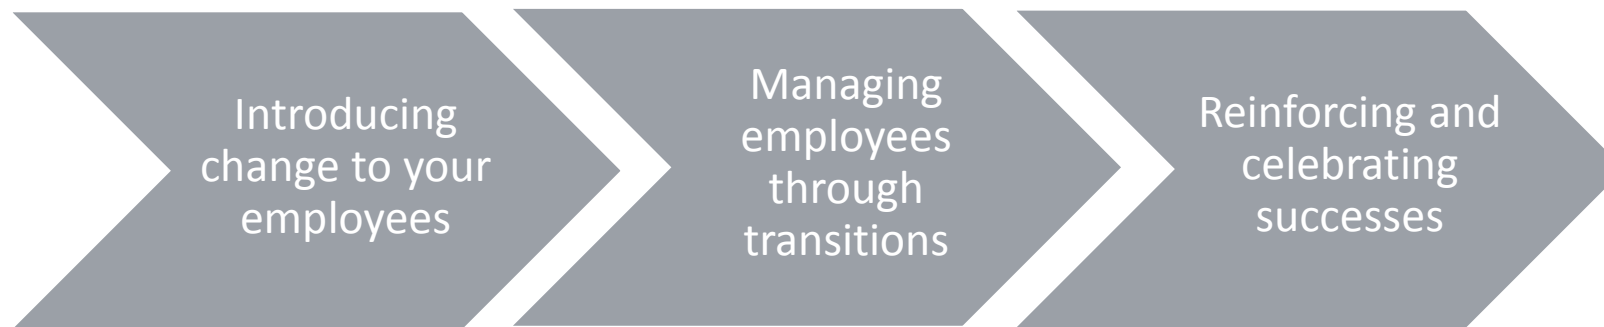 Introducing
change to your
employees
Managing
employees
through
transitions
Reinforcing and
celebrating
successes